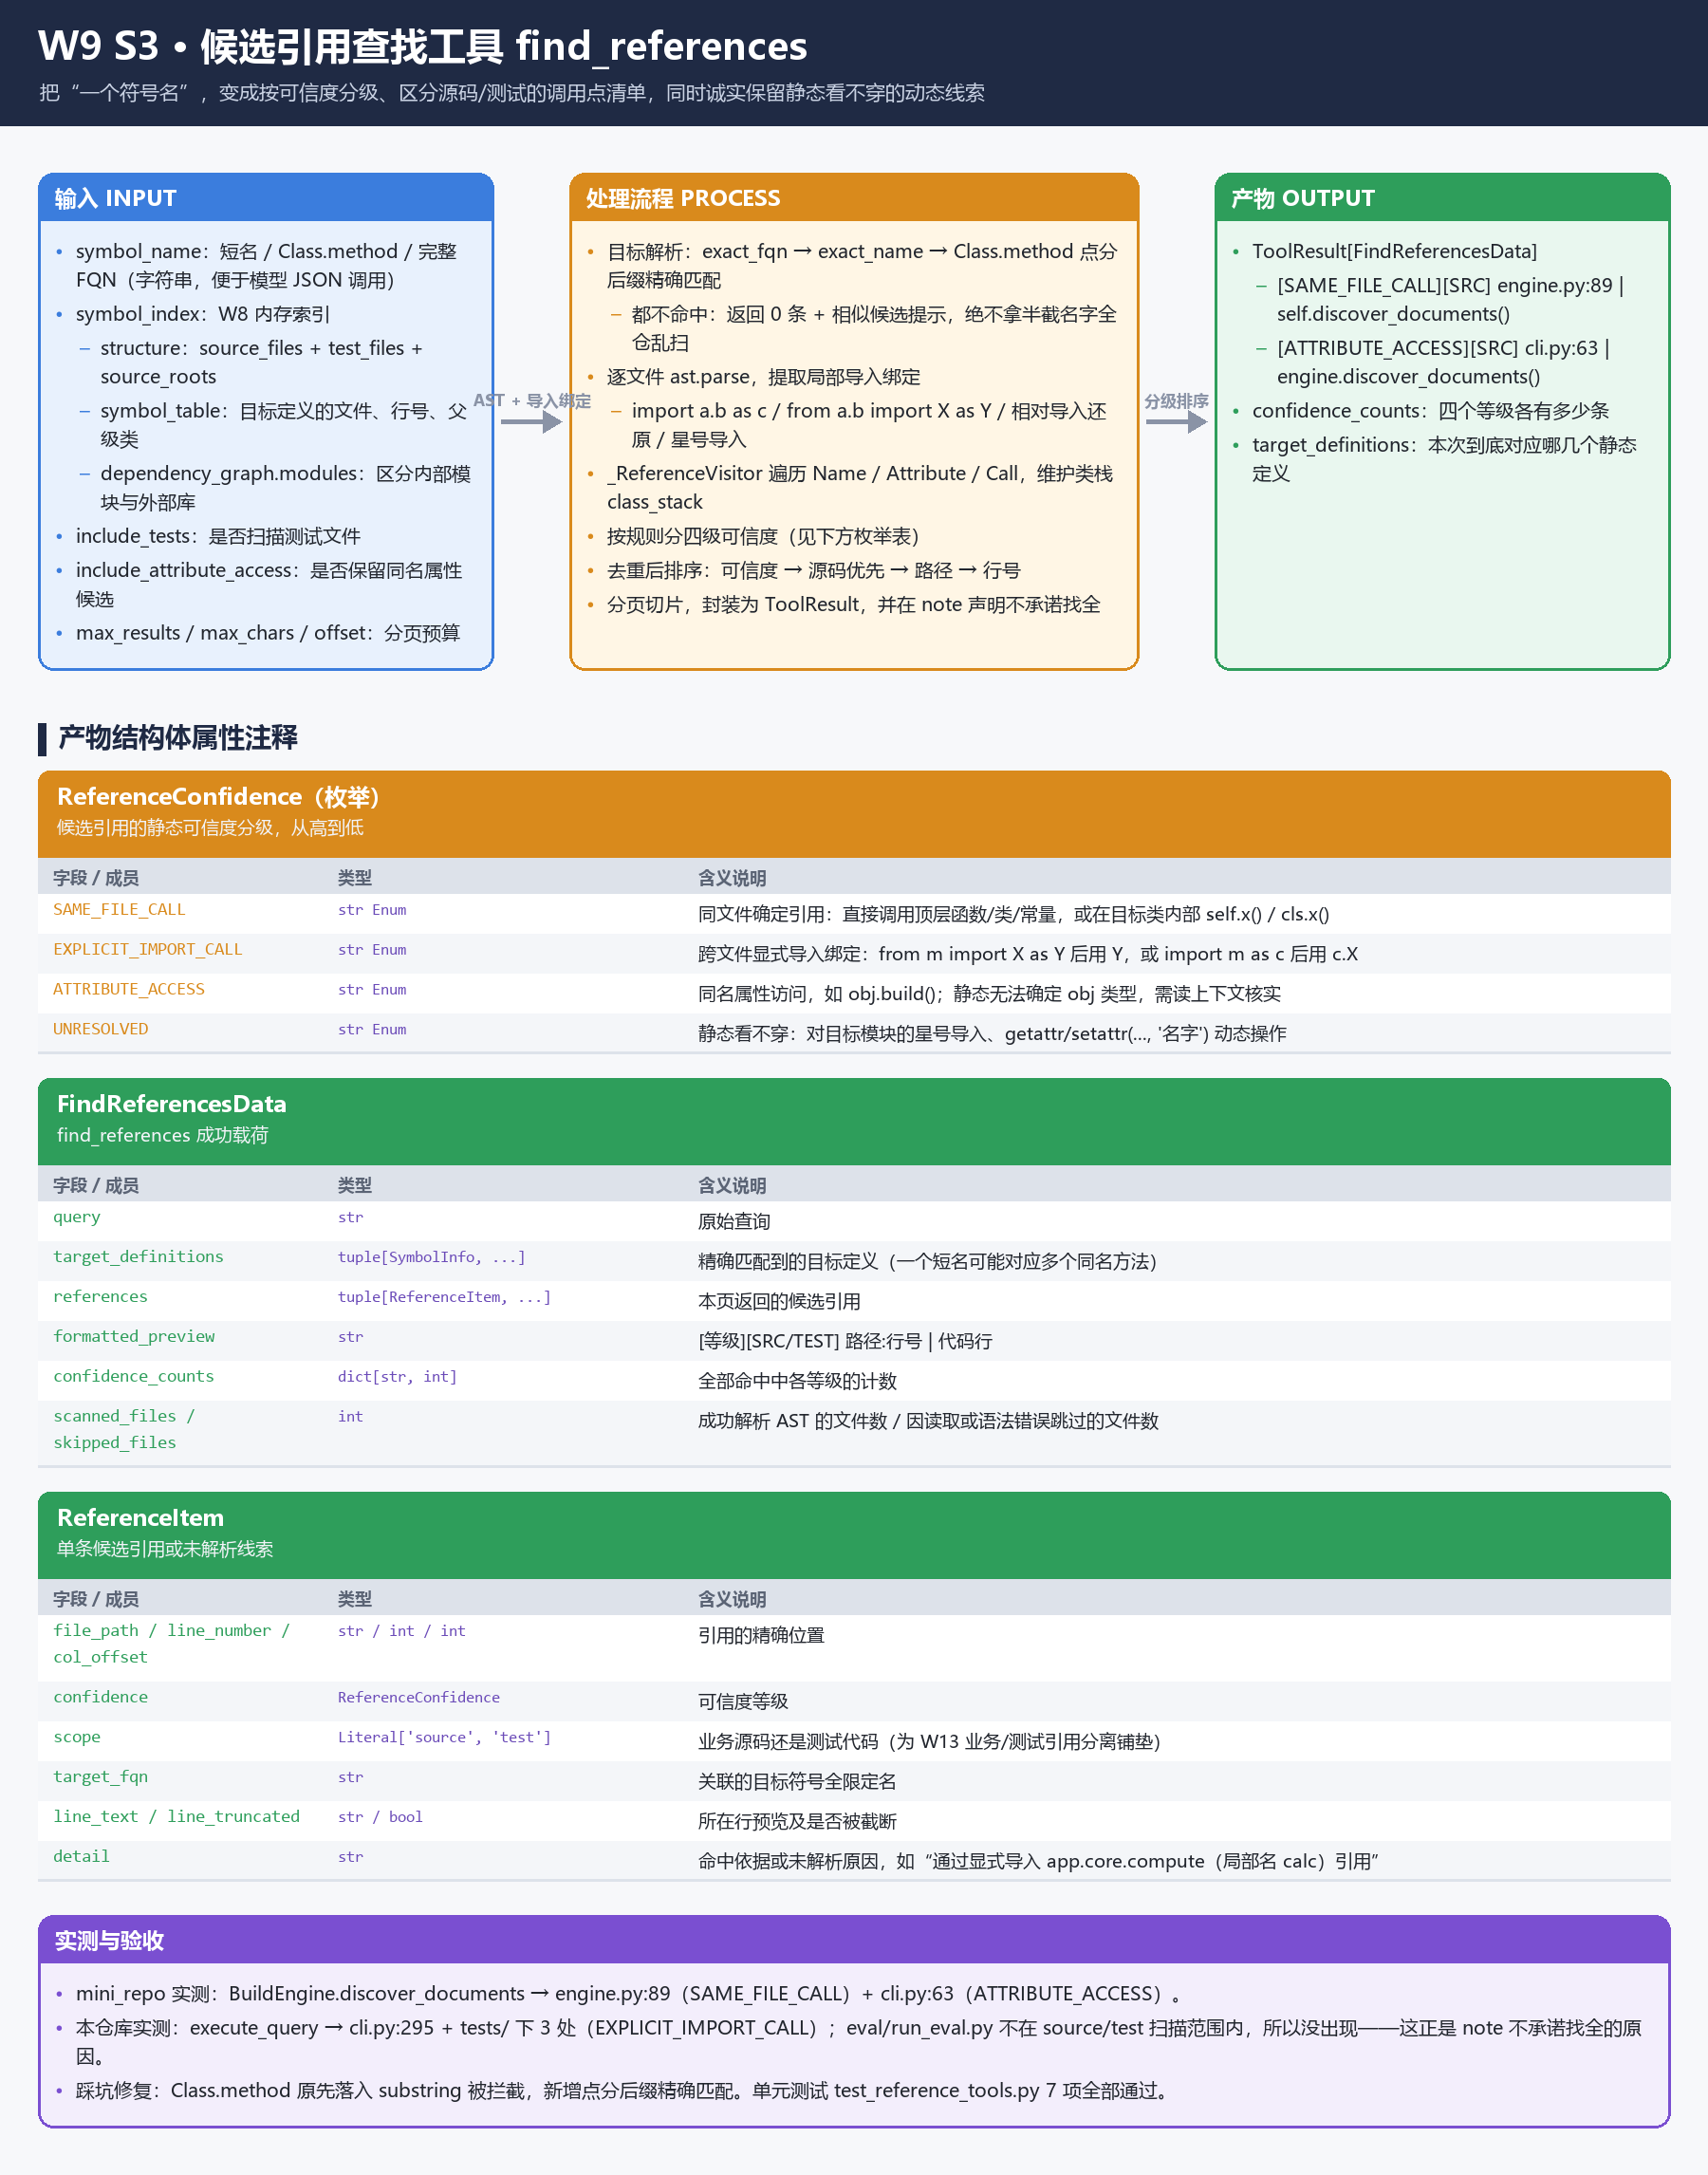 W9 S3 • 候选引用查找工具 find_references
把“一个符号名”，变成按可信度分级、区分源码/测试的调用点清单，同时诚实保留静态看不穿的动态线索
输入 INPUT
• symbol_name：短名 / Class.method / 完整
FQN（字符串，便于模型 JSON 调用）
• symbol_index：W8 内存索引
– structure：source_files + test_files +
source_roots
– symbol_table：目标定义的文件、行号、父
级类
– dependency_graph.modules：区分内部模
块与外部库
• include_tests：是否扫描测试文件
• include_attribute_access：是否保留同名属性
候选
• max_results / max_chars / offset：分页预算
AST + 导入绑定
处理流程 PROCESS
• 目标解析：exact_fqn → exact_name → Class.method 点分
后缀精确匹配
– 都不命中：返回 0 条 + 相似候选提示，绝不拿半截名字全
仓乱扫
• 逐文件 ast.parse，提取局部导入绑定
– import a.b as c / from a.b import X as Y / 相对导入还
原 / 星号导入
• _ReferenceVisitor 遍历 Name / Attribute / Call，维护类栈
class_stack
• 按规则分四级可信度（见下方枚举表）
• 去重后排序：可信度 → 源码优先 → 路径 → 行号
• 分页切片，封装为 ToolResult，并在 note 声明不承诺找全
分级排序
产物 OUTPUT
• ToolResult[FindReferencesData]
– [SAME_FILE_CALL][SRC] engine.py:89 |
self.discover_documents()
– [ATTRIBUTE_ACCESS][SRC] cli.py:63 |
engine.discover_documents()
• confidence_counts：四个等级各有多少条
• target_definitions：本次到底对应哪几个静态
定义
产物结构体属性注释
ReferenceConfidence（枚举）
候选引用的静态可信度分级，从高到低
字段 / 成员 类型 含义说明
SAME_FILE_CALL str Enum 同文件确定引用：直接调用顶层函数/类/常量，或在目标类内部 self.x() / cls.x()
EXPLICIT_IMPORT_CALL str Enum 跨文件显式导入绑定：from m import X as Y 后用 Y，或 import m as c 后用 c.X
ATTRIBUTE_ACCESS str Enum 同名属性访问，如 obj.build()；静态无法确定 obj 类型，需读上下文核实
UNRESOLVED str Enum 静态看不穿：对目标模块的星号导入、getattr/setattr(..., '名字') 动态操作
FindReferencesData
find_references 成功载荷
字段 / 成员 类型 含义说明
query str 原始查询
target_definitions tuple[SymbolInfo, ...] 精确匹配到的目标定义（一个短名可能对应多个同名方法）
references tuple[ReferenceItem, ...] 本页返回的候选引用
formatted_preview str [等级][SRC/TEST] 路径:行号 | 代码行
confidence_counts dict[str, int] 全部命中中各等级的计数
scanned_files / int 成功解析 AST 的文件数 / 因读取或语法错误跳过的文件数
skipped_files
ReferenceItem
单条候选引用或未解析线索
字段 / 成员 类型 含义说明
file_path / line_number / str / int / int 引用的精确位置
col_offset
confidence ReferenceConfidence 可信度等级
scope Literal['source', 'test'] 业务源码还是测试代码（为 W13 业务/测试引用分离铺垫）
target_fqn str 关联的目标符号全限定名
line_text / line_truncated str / bool 所在行预览及是否被截断
detail str 命中依据或未解析原因，如“通过显式导入 app.core.compute（局部名 calc）引用”
实测与验收
• mini_repo 实测：BuildEngine.discover_documents → engine.py:89（SAME_FILE_CALL）+ cli.py:63（ATTRIBUTE_ACCESS）。
• 本仓库实测：execute_query → cli.py:295 + tests/ 下 3 处（EXPLICIT_IMPORT_CALL）；eval/run_eval.py 不在 source/test 扫描范围内，所以没出现——这正是 note 不承诺找全的原
因。
• 踩坑修复：Class.method 原先落入 substring 被拦截，新增点分后缀精确匹配。单元测试 test_reference_tools.py 7 项全部通过。